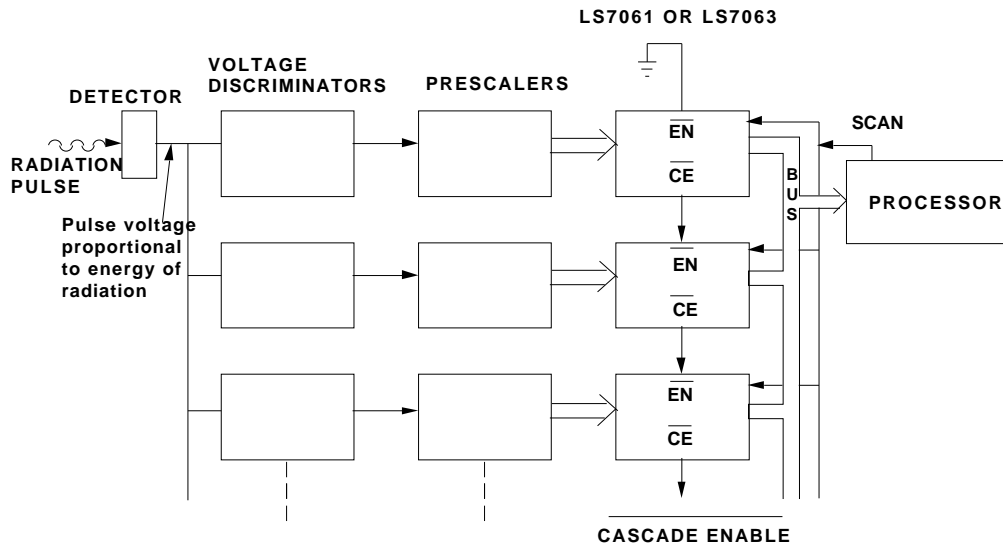 LS7061 OR LS7063
VOLTAGE
DISCRIMINATORS
PRESCALERS
DETECTOR
RADIATION
PULSE
Pulse voltage
proportional
to energy of
radiation
EN
CE
EN
CE
EN
CE
BUS
SCAN
PROCESSOR
CASCADE ENABLE